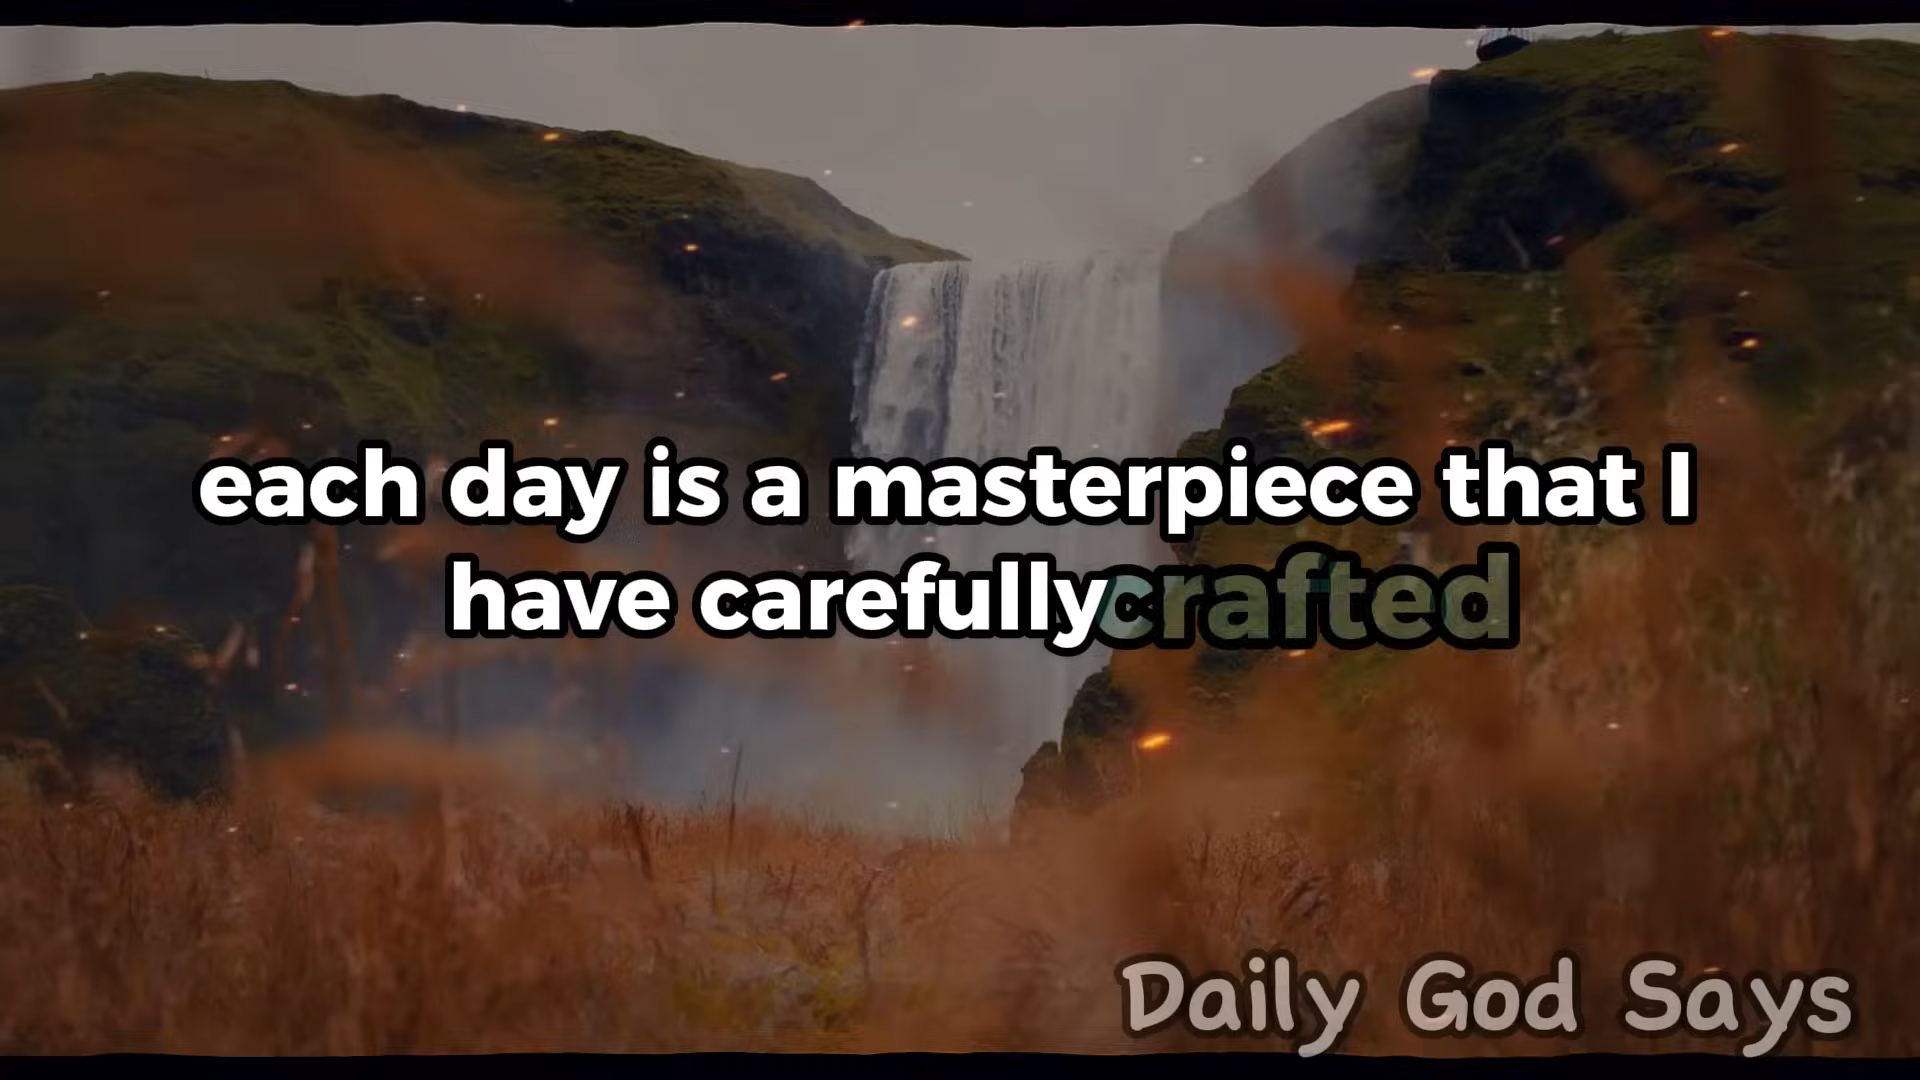 each day is a masterpiece that I
have carefully crafted
Daily God Says